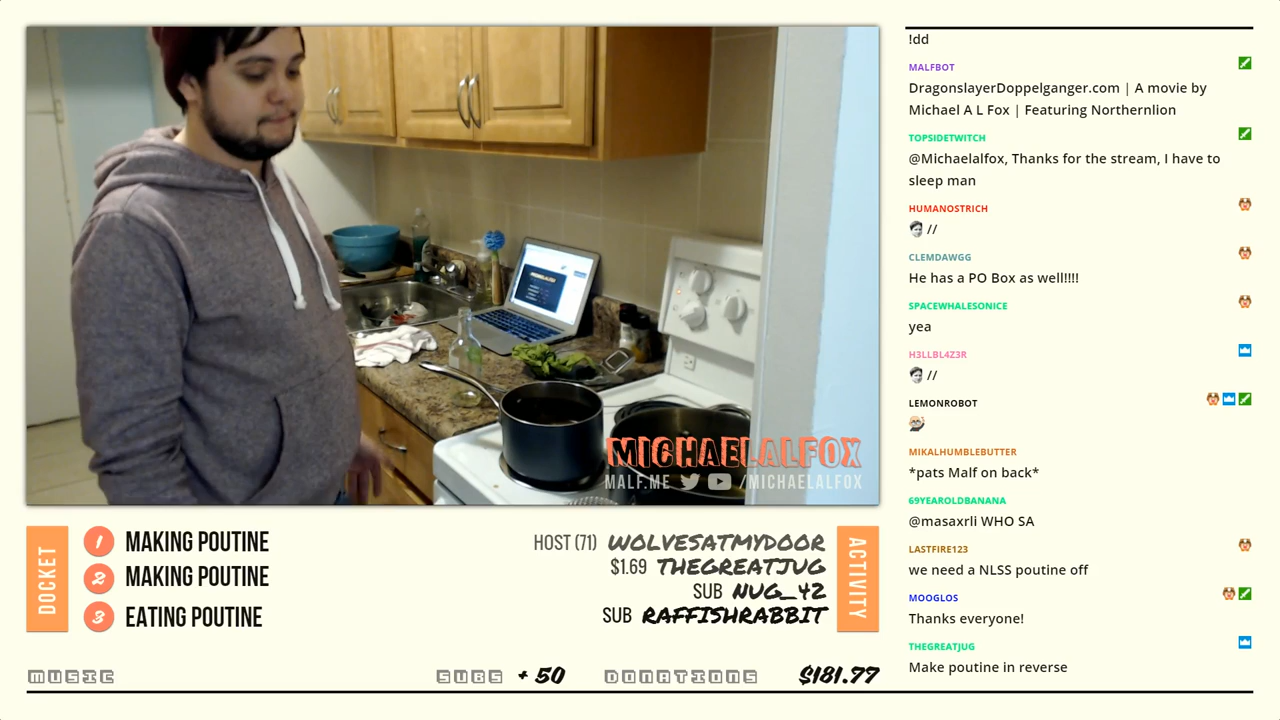 MICHAELALFOX
MALF.ME /MICHAELALFOX
DOCKET
1 MAKING POUTINE
2 MAKING POUTINE
3 EATING POUTINE
HOST (71) WOLVESATMYDOOR
$1.69 THEGREATJUG
SUB NUG_42
SUB RAFFISHRABBIT
ACTIVITY
MUSIC
SUBS + 50
DONATIONS $181.77
!dd
MALFBOT
DragonslayerDoppelganger.com | A movie by
Michael A L Fox | Featuring Northernlion
TOPSIDETWITCH
@Michaelalfox, Thanks for the stream, I have to
sleep man
HUMANOSTRICH
//
CLEMDAWGG
He has a PO Box as well!!!!
SPACEWHALESONICE
yea
H3LLBL4Z3R
//
LEMONROBOT
MIKALHUMBLEBUTTER
*pats Malf on back*
69YEAROLDBANANA
@masaxrli WHO SA
LASTFIRE123
we need a NLSS poutine off
MOOGLOS
Thanks everyone!
THEGREATJUG
Make poutine in reverse